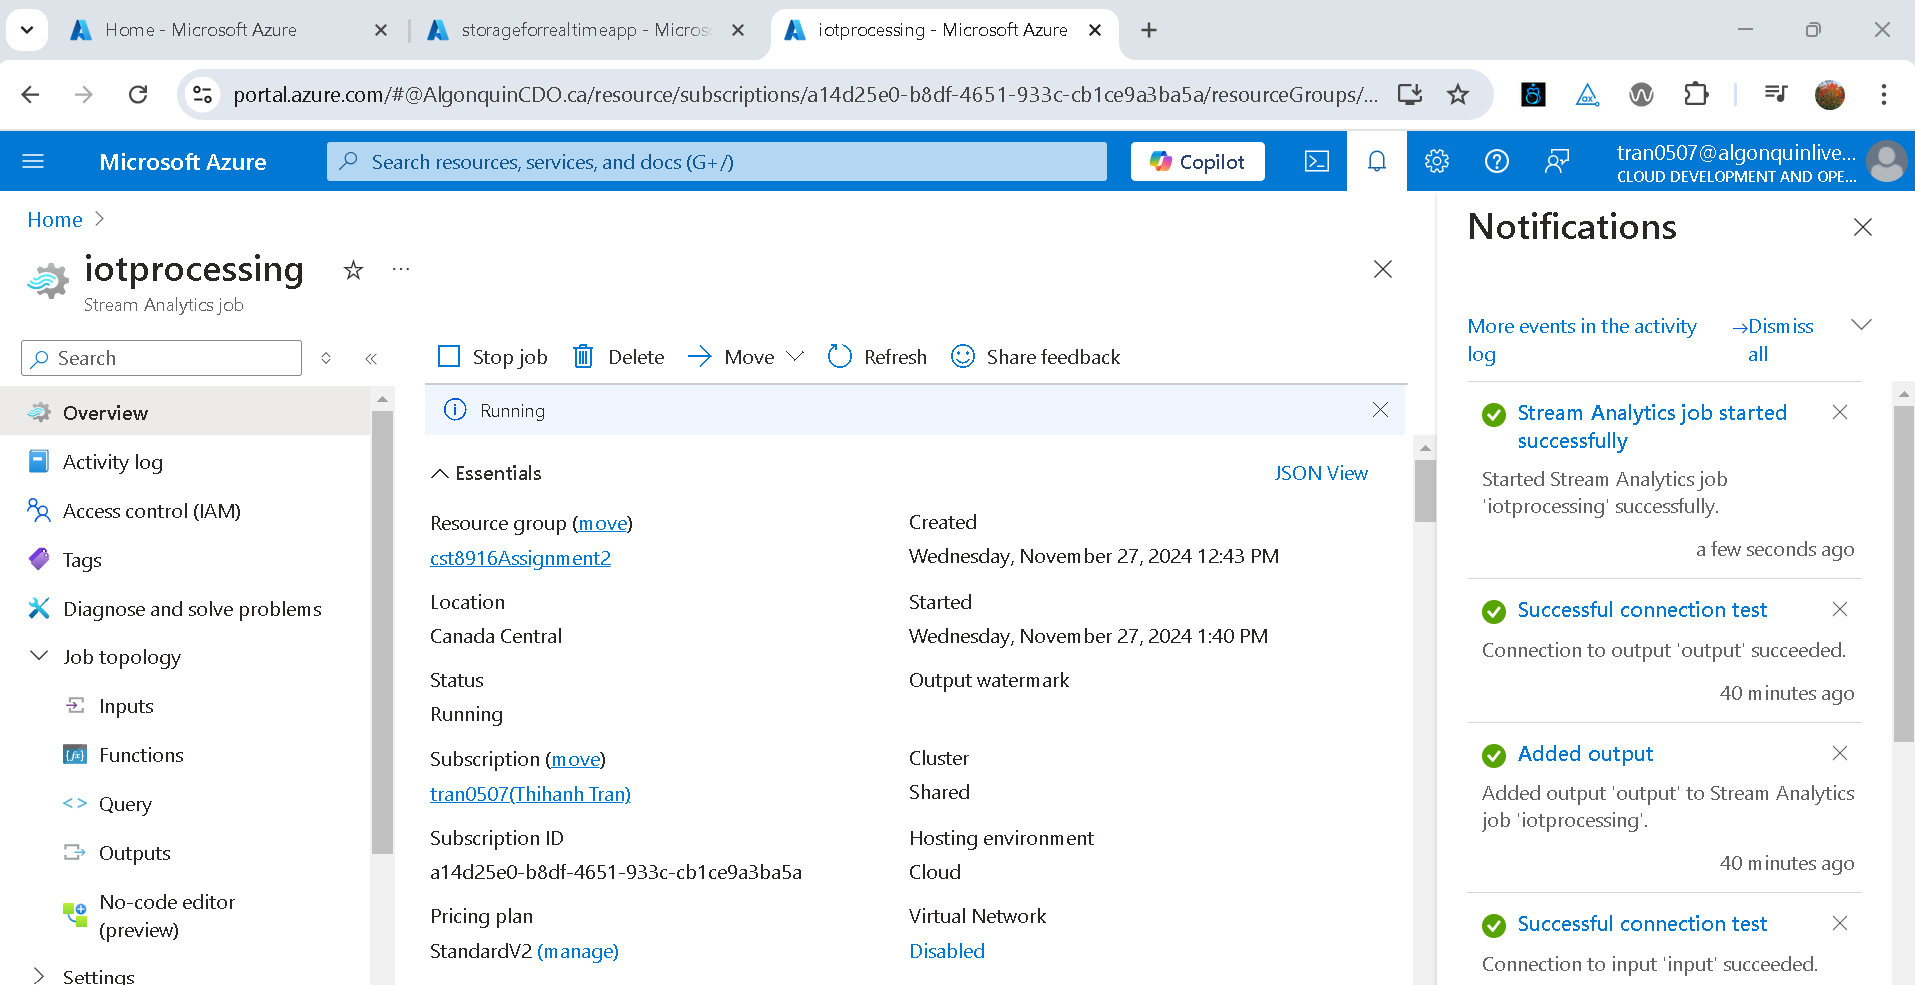 Home - Microsoft Azure
storageforrealtimeapp - Micros
iotprocessing - Microsoft Azure
portal.azure.com/#@AlgonquinCDO.ca/resource/subscriptions/a14d25e0-b8df-4651-933c-cb1ce9a3ba5a/resourceGroups/...
Microsoft Azure
Search resources, services, and docs (G+/)
Copilot
tran0507@algonquinlive...
CLOUD DEVELOPMENT AND OPE...
Home
iotprocessing
Stream Analytics job
Search
Overview
Activity log
Access control (IAM)
Tags
Diagnose and solve problems
Job topology
Inputs
Functions
Query
Outputs
No-code editor
(preview)
Settings
Stop job
Delete
Move
Refresh
Share feedback
Running
Essentials
JSON View
Resource group (move)
cst8916Assignment2
Location
Canada Central
Status
Running
Subscription (move)
tran0507(Thihanh Tran)
Subscription ID
a14d25e0-b8df-4651-933c-cb1ce9a3ba5a
Pricing plan
StandardV2 (manage)
Created
Wednesday, November 27, 2024 12:43 PM
Started
Wednesday, November 27, 2024 1:40 PM
Output watermark
Cluster
Shared
Hosting environment
Cloud
Virtual Network
Disabled
Notifications
More events in the activity
log
→Dismiss
all
Stream Analytics job started
successfully
Started Stream Analytics job
'iotprocessing' successfully.
a few seconds ago
Successful connection test
Connection to output 'output' succeeded.
40 minutes ago
Added output
Added output 'output' to Stream Analytics
job 'iotprocessing'.
40 minutes ago
Successful connection test
Connection to input 'input' succeeded.